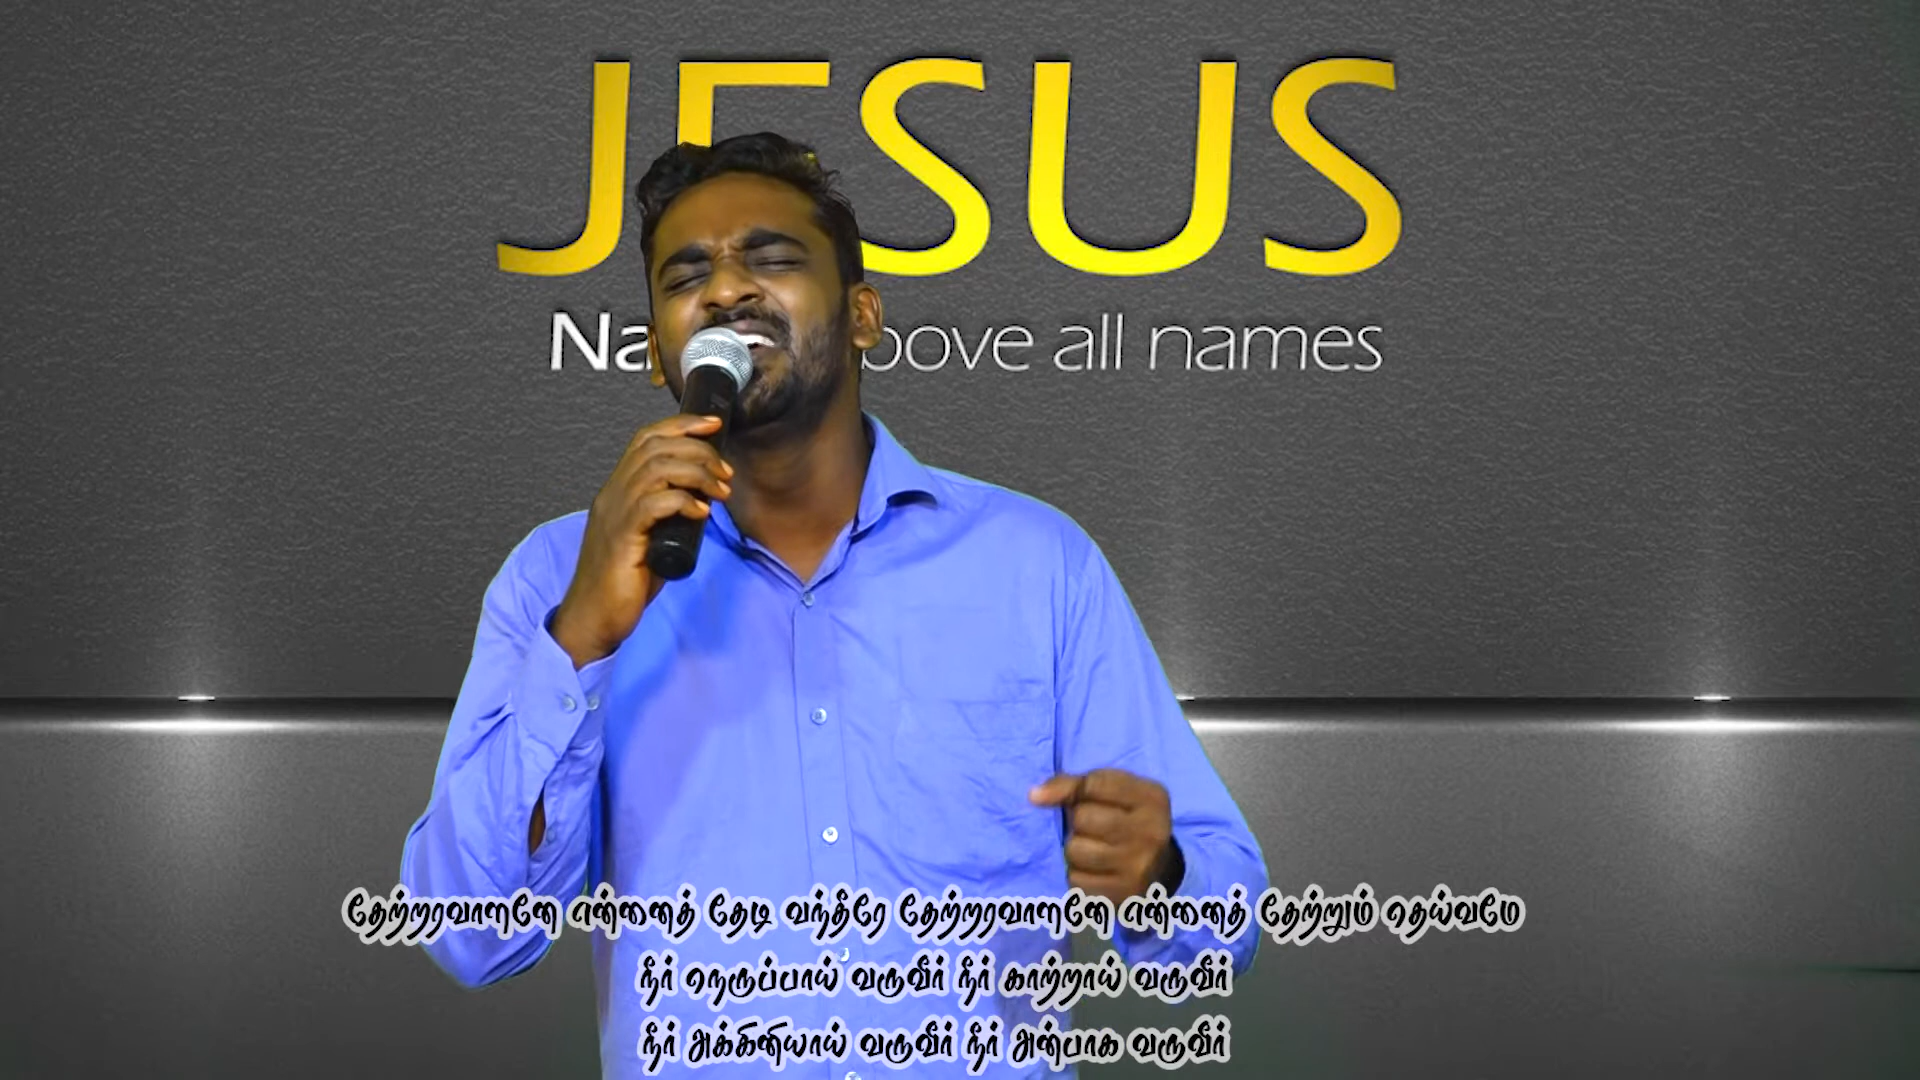 JESUS
Na bove all names
தேற்றரவாளனே என்னைத் தேடி வந்தீரே தேற்றரவாளனே என்னைத் தேற்றும் தெய்வமே
நீர் நெருப்பாய் வருவீர் நீர் காற்றாய் வருவீர்
நீர் அக்கினியாய் வருவீர் நீர் அன்பாக வருவீர்